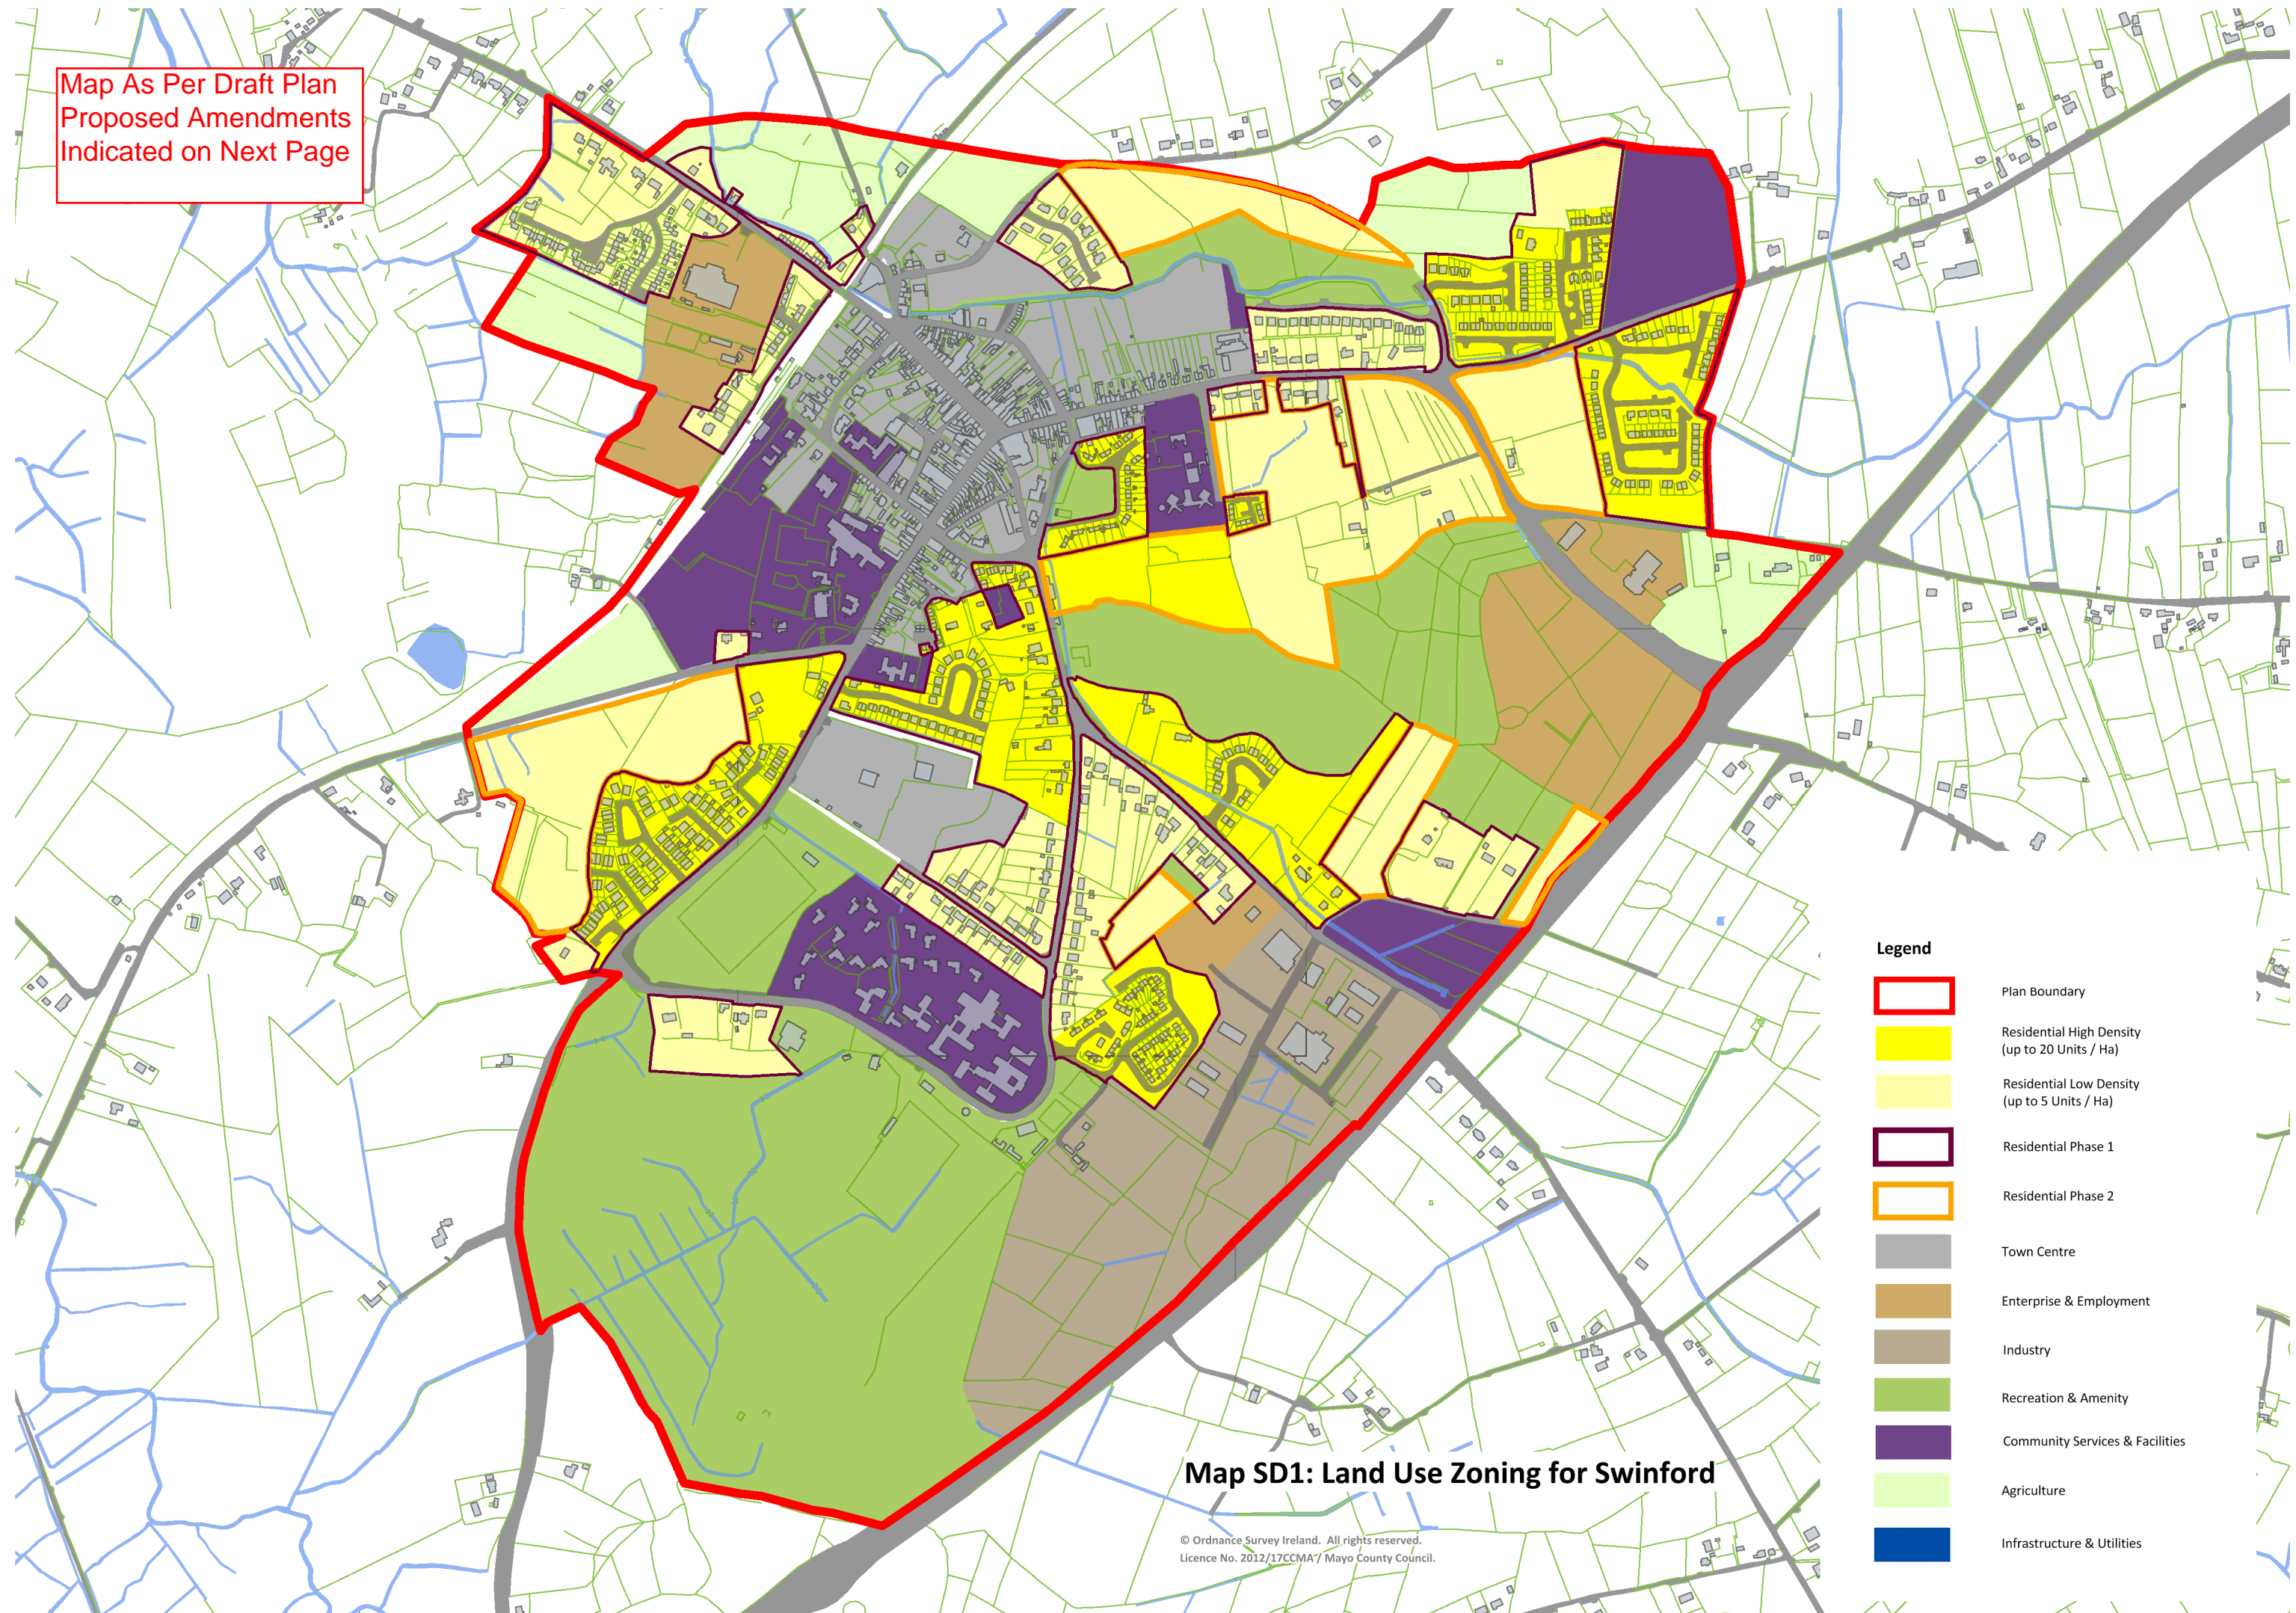 Map As Per Draft Plan
Proposed Amendments
Indicated on Next Page
Legend
Plan Boundary
Residential High Density
(up to 20 Units / Ha)
Residential Low Density
(up to 5 Units / Ha)
Residential Phase 1
Residential Phase 2
Town Centre
Enterprise & Employment
Industry
Recreation & Amenity
Community Services & Facilities
Agriculture
Infrastructure & Utilities
Map SD1: Land Use Zoning for Swinford
© Ordnance Survey Ireland. All rights reserved.
Licence No. 2012/17CCMA / Mayo County Council.